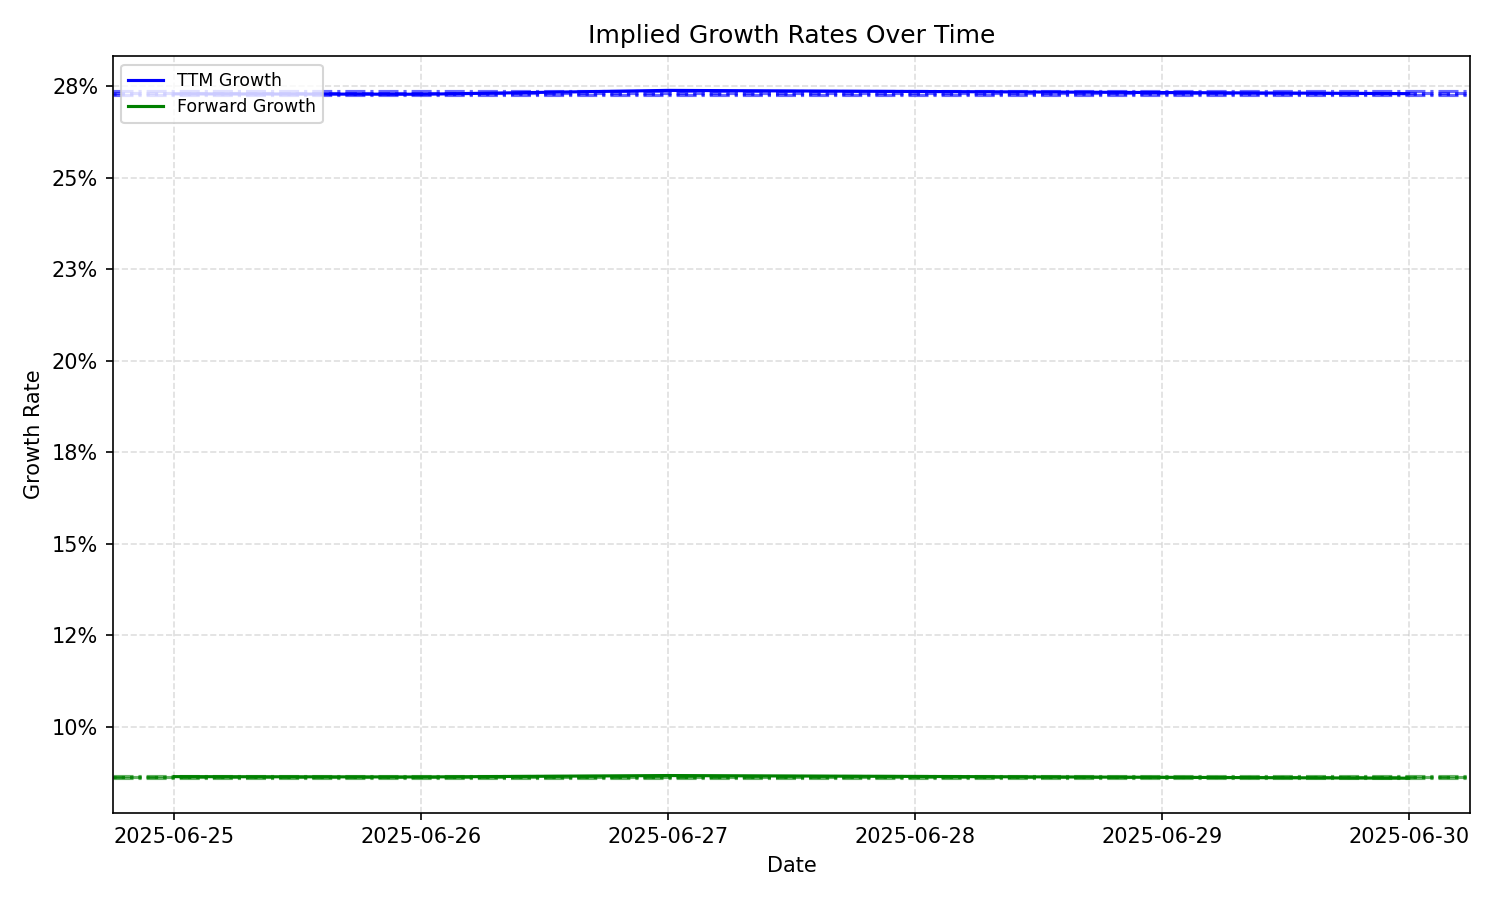 Implied Growth Rates Over Time
TTM Growth
Forward Growth
28%
25%
23%
20%
18%
15%
12%
10%
Growth Rate
2025-06-25
2025-06-26
2025-06-27
2025-06-28
2025-06-29
2025-06-30
Date